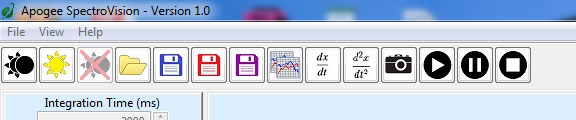 Apogee SpectroVision - Version 1.0
File View Help
dx
dt
d²x
dt²
Integration Time (ms)